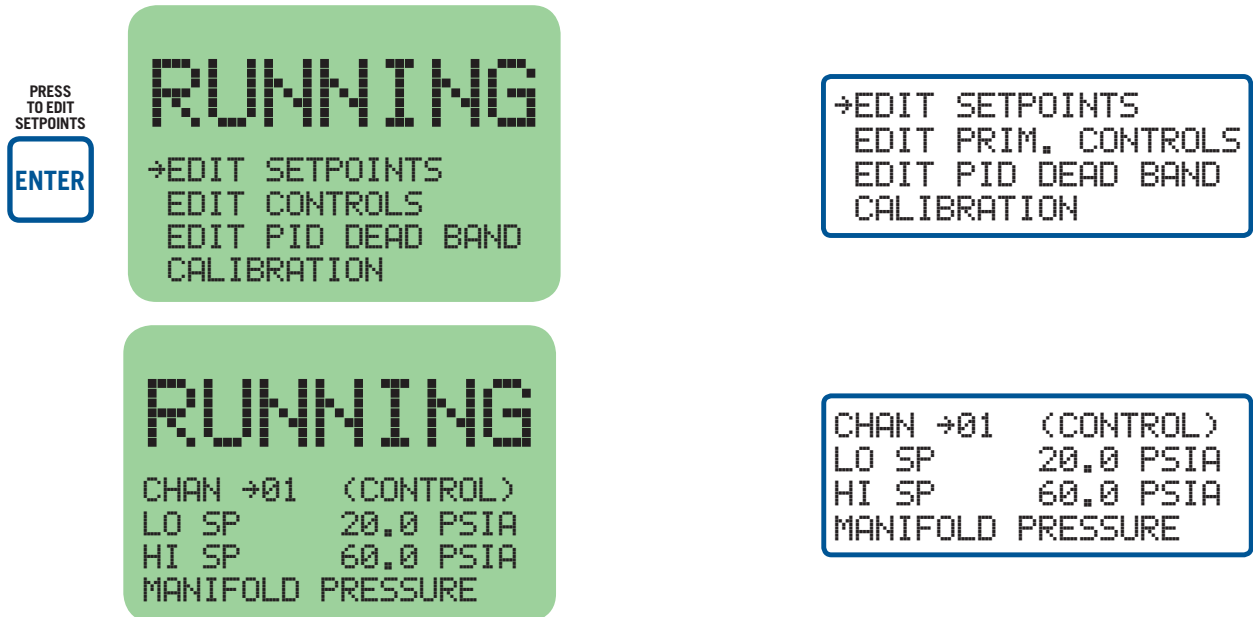 PRESS
TO EDIT
SETPOINTS
ENTER
RUNNING
→EDIT SETPOINTS
EDIT CONTROLS
EDIT PID DEAD BAND
CALIBRATION
→EDIT SETPOINTS
EDIT PRIM. CONTROLS
EDIT PID DEAD BAND
CALIBRATION
RUNNING
CHAN →01 (CONTROL)
LO SP 20.0 PSIA
HI SP 60.0 PSIA
MANIFOLD PRESSURE
CHAN →01 (CONTROL)
LO SP 20.0 PSIA
HI SP 60.0 PSIA
MANIFOLD PRESSURE